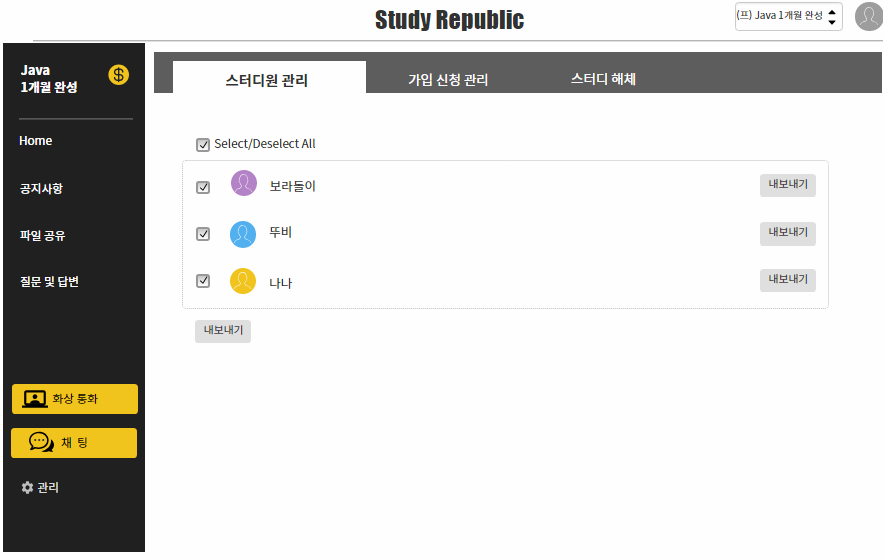 Study Republic
(프) Java 1개월 완성
Java
1개월 완성
Home
공지사항
파일 공유
질문 및 답변
화상 통화
채 팅
관리
스터디원 관리
가입 신청 관리
스터디 해체
Select/Deselect All
보라돌이
내보내기
뚜비
내보내기
나나
내보내기
내보내기